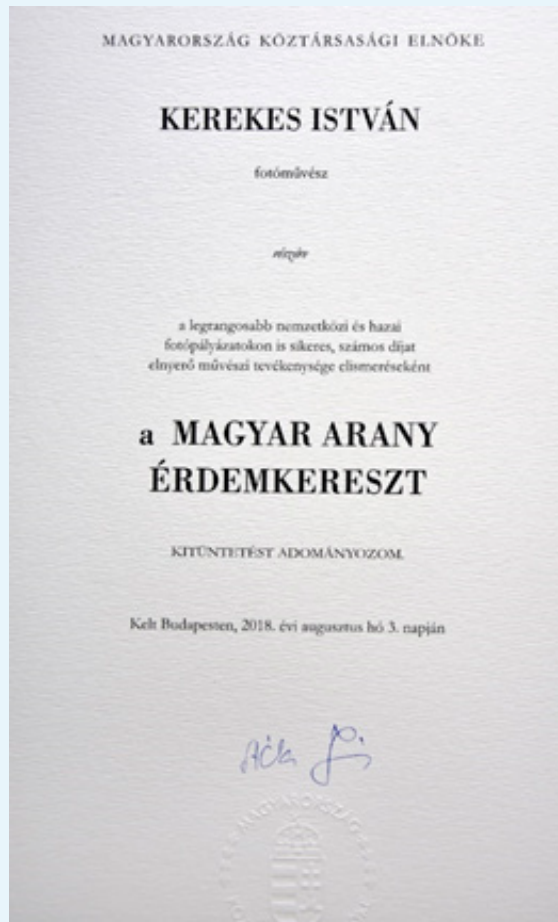 MAGYARORSZÁG KÖZTÁRSASÁGI ELNÖKE
KEREKES ISTVÁN
fotóművész
részére
a legrangosabb nemzetközi és hazai
fotópályázatokon is sikeres, számos díjat
elnyerő művészi tevékenysége elismeréseként
a MAGYAR ARANY
ÉRDEMKERESZT
KITÜNTETÉST ADOMÁNYOZOM.
Kelt Budapesten, 2018. évi augusztus hó 3. napján
MAGYARORSZÁG